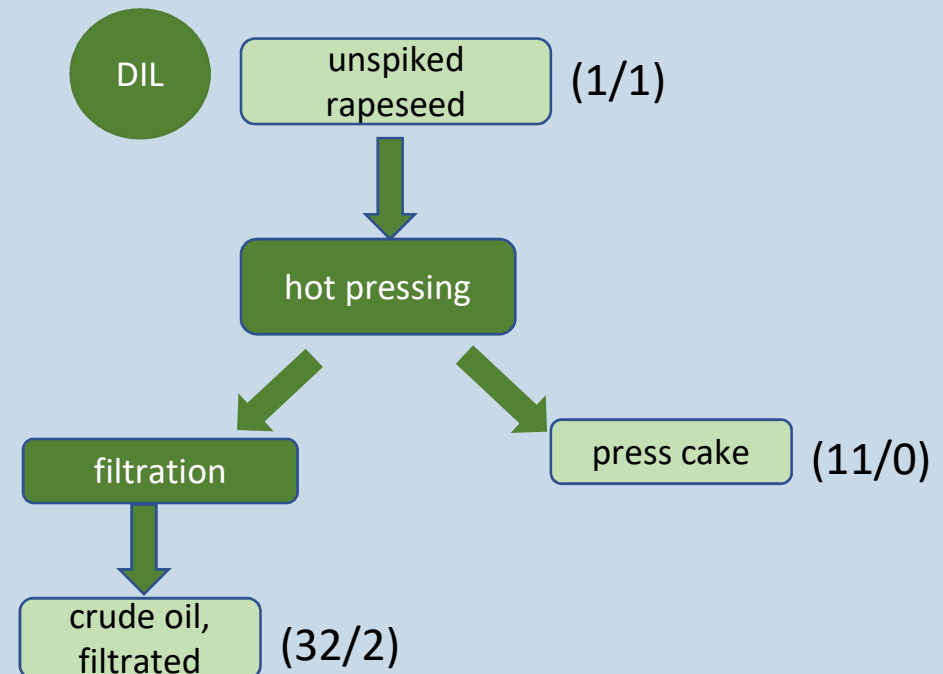 DIL
unspiked
rapeseed
(1/1)
hot pressing
filtration
press cake
(11/0)
crude oil,
filtrated
(32/2)